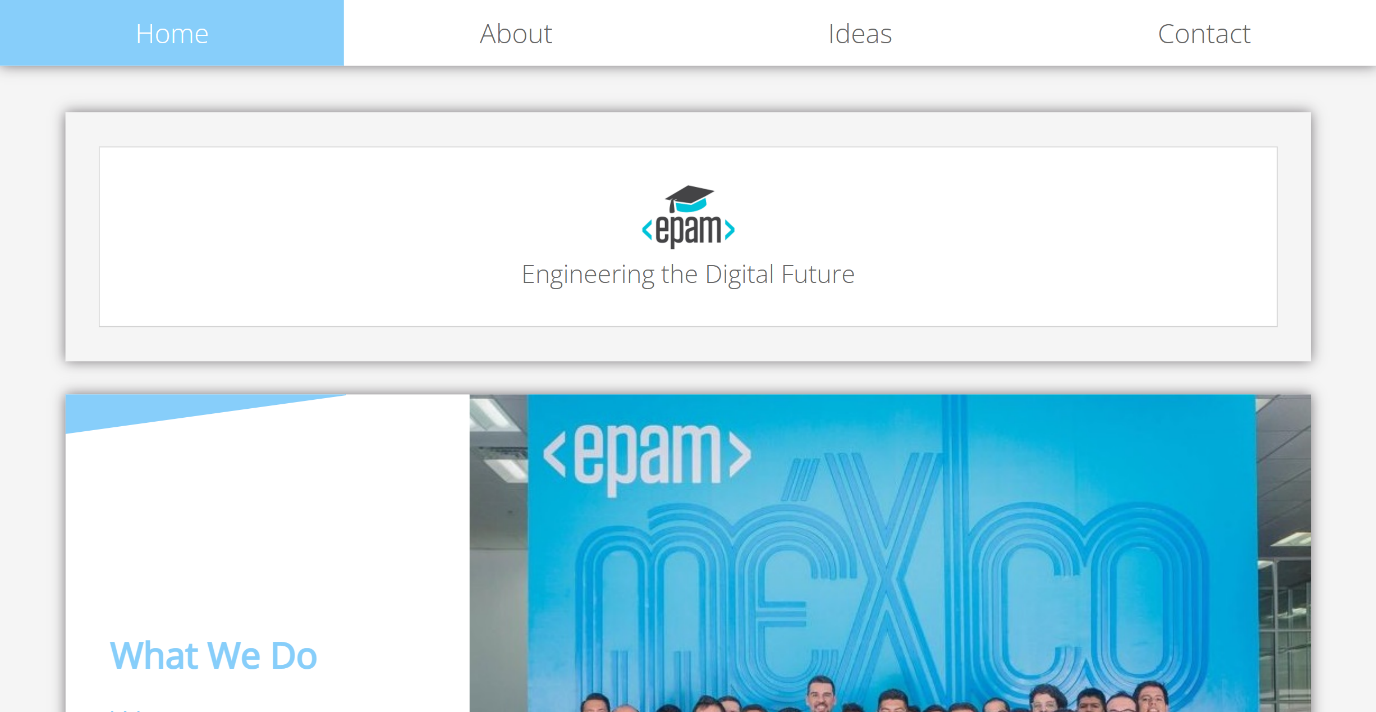 Home
About
Ideas
Contact
<epam>
Engineering the Digital Future
<epam>
méxico
What We Do